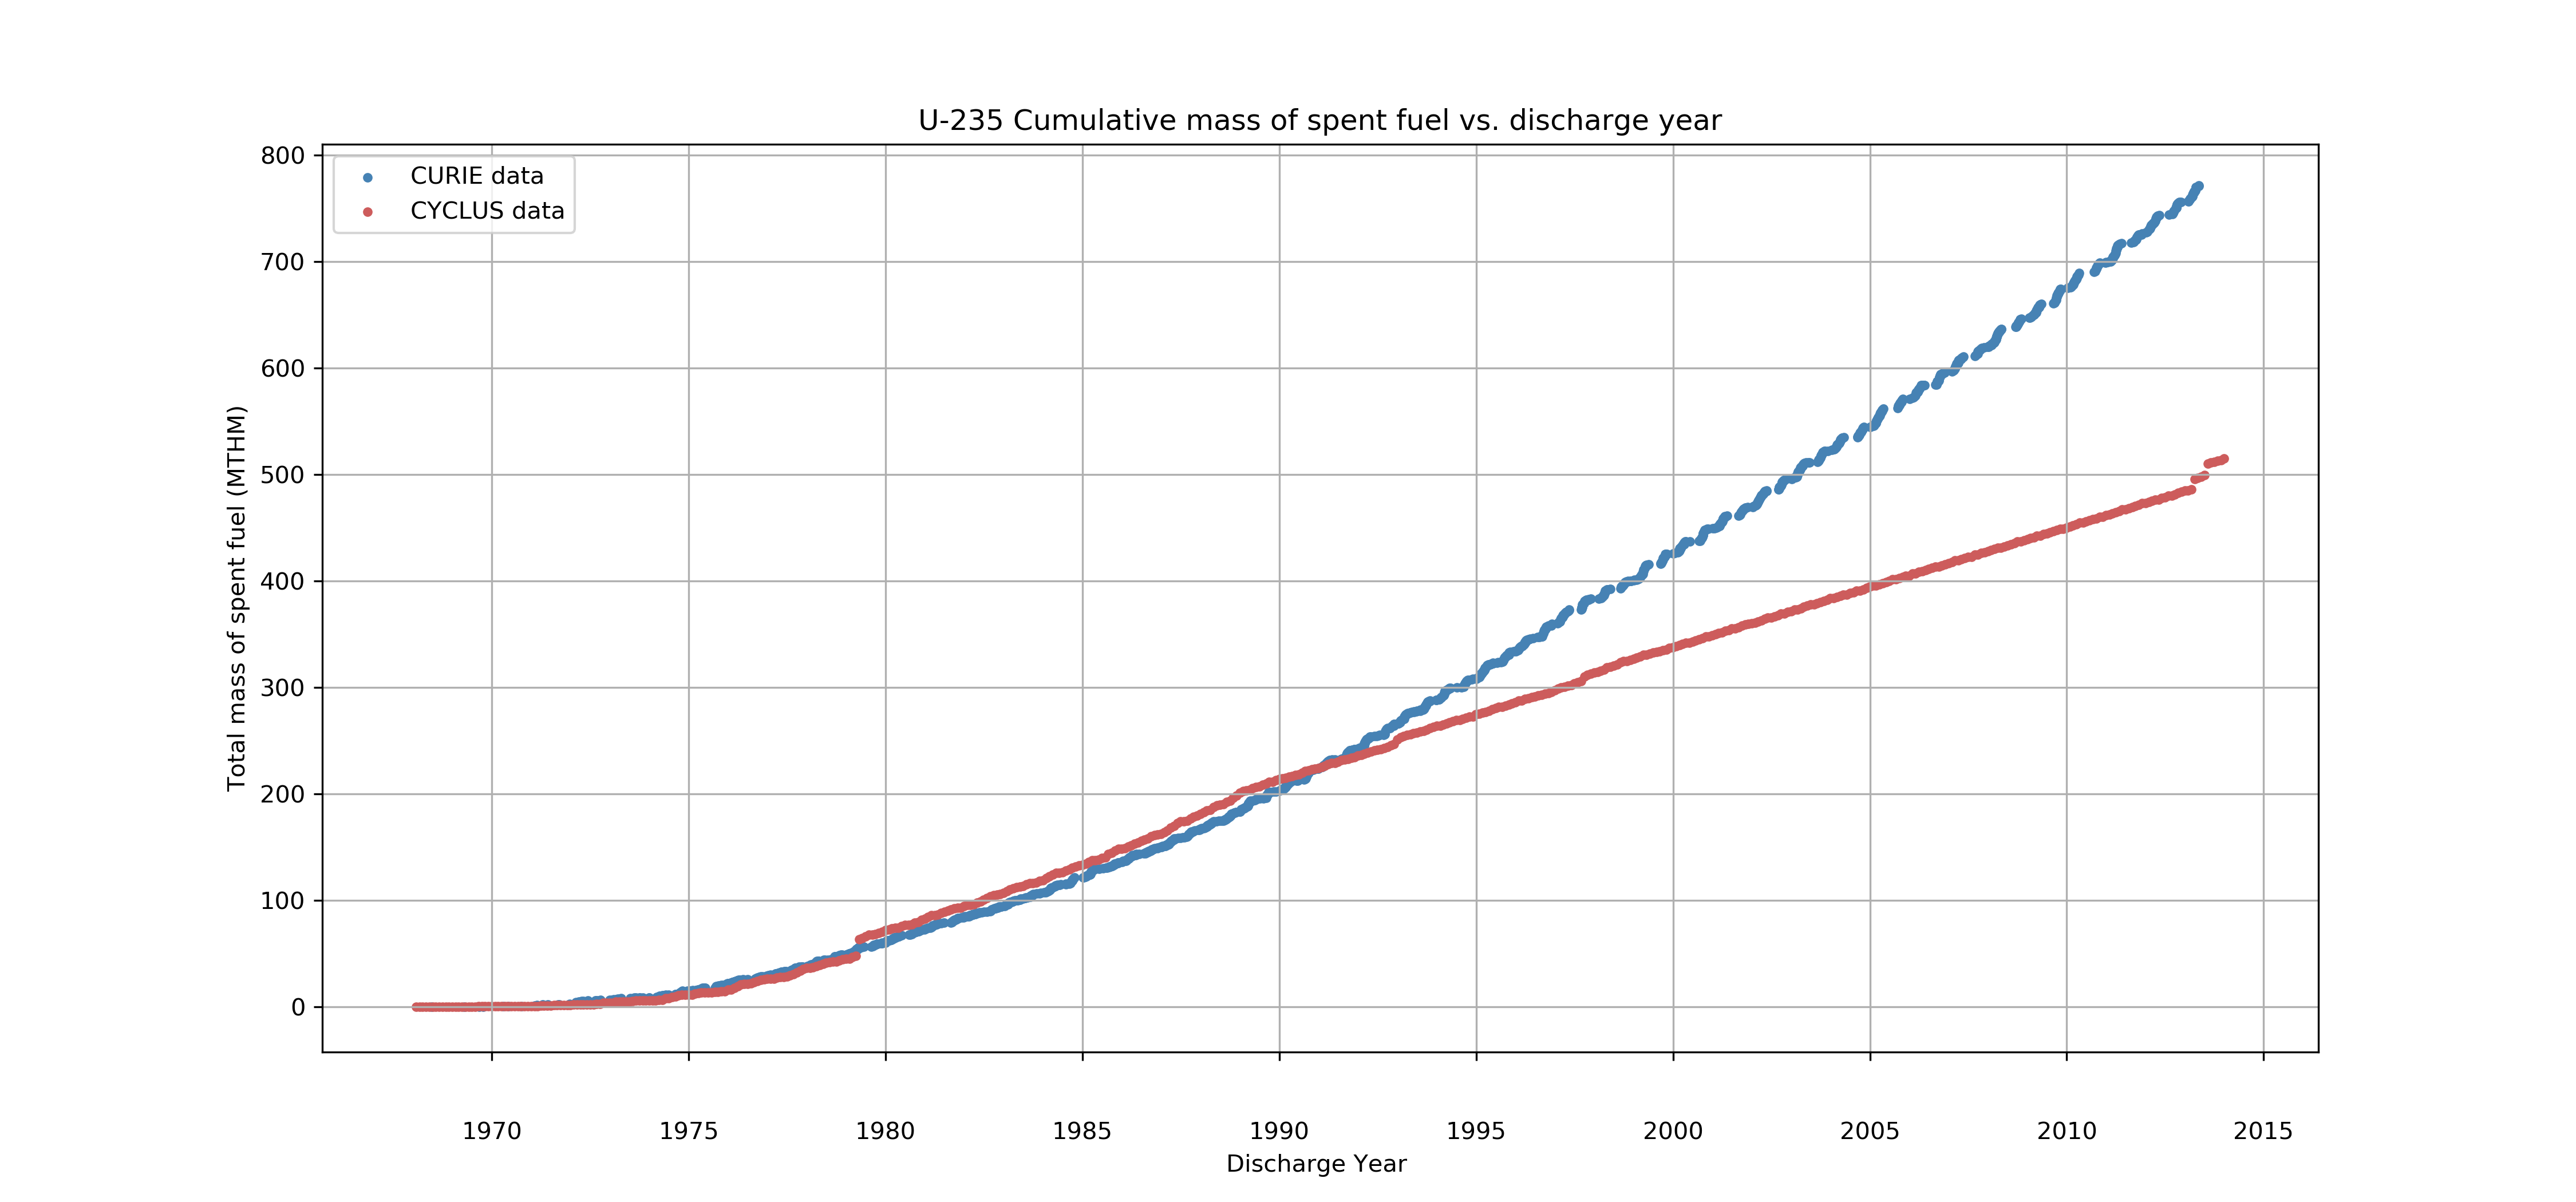 U-235 Cumulative mass of spent fuel vs. discharge year
CURIE data
CYCLUS data
Total mass of spent fuel (MTHM)
800
700
600
500
400
300
200
100
0
1970 1975 1980 1985 1990 1995 2000 2005 2010 2015
Discharge Year